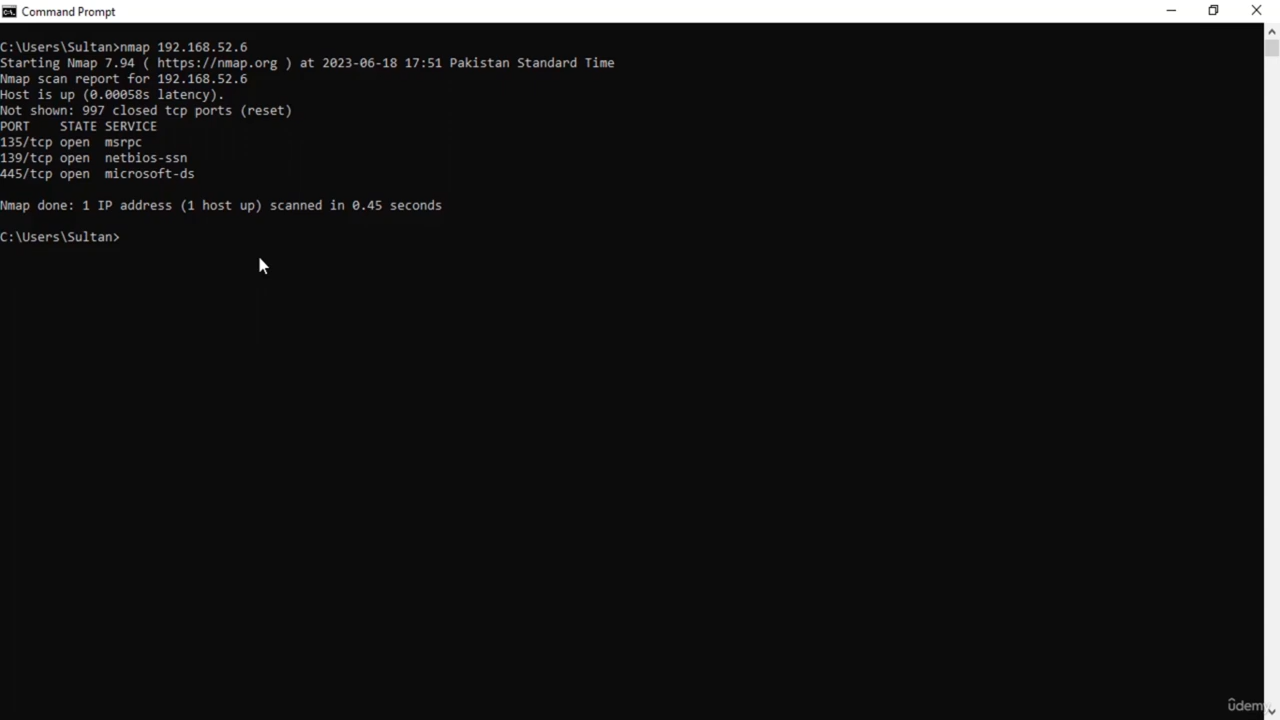 Command Prompt
C:\Users\Sultan>nmap 192.168.52.6
Starting Nmap 7.94 ( https://nmap.org ) at 2023-06-18 17:51 Pakistan Standard Time
Nmap scan report for 192.168.52.6
Host is up (0.00058s latency).
Not shown: 997 closed tcp ports (reset)
PORT    STATE SERVICE
135/tcp open  msrpc
139/tcp open  netbios-ssn
445/tcp open  microsoft-ds
Nmap done: 1 IP address (1 host up) scanned in 0.45 seconds
C:\Users\Sultan>
udemy